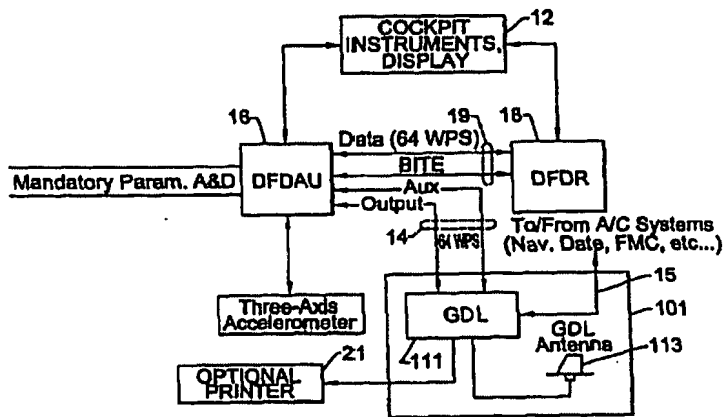 12
COCKPIT
INSTRUMENTS,
DISPLAY
16
19
18
Data (64 WPS)
BITE
Mandatory Param. A&D
DFDAU
DFDR
Aux
Output
14
64 WPS
To/From A/C Systems
(Nav. Date, FMC, etc...)
15
101
Three-Axis
Accelerometer
GDL
GDL
Antenna
113
111
21
OPTIONAL
PRINTER